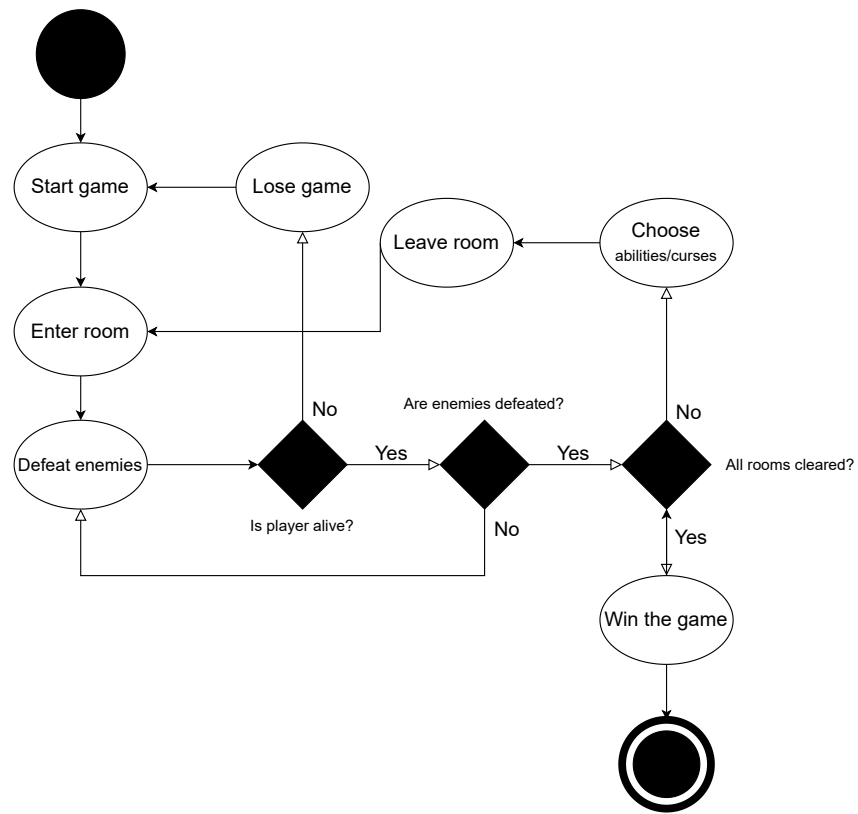 Start game
Lose game
Leave room
Choose
abilities/curses
Enter room
No
Are enemies defeated?
No
Defeat enemies
Yes
Yes
All rooms cleared?
Is player alive?
No
Yes
Win the game